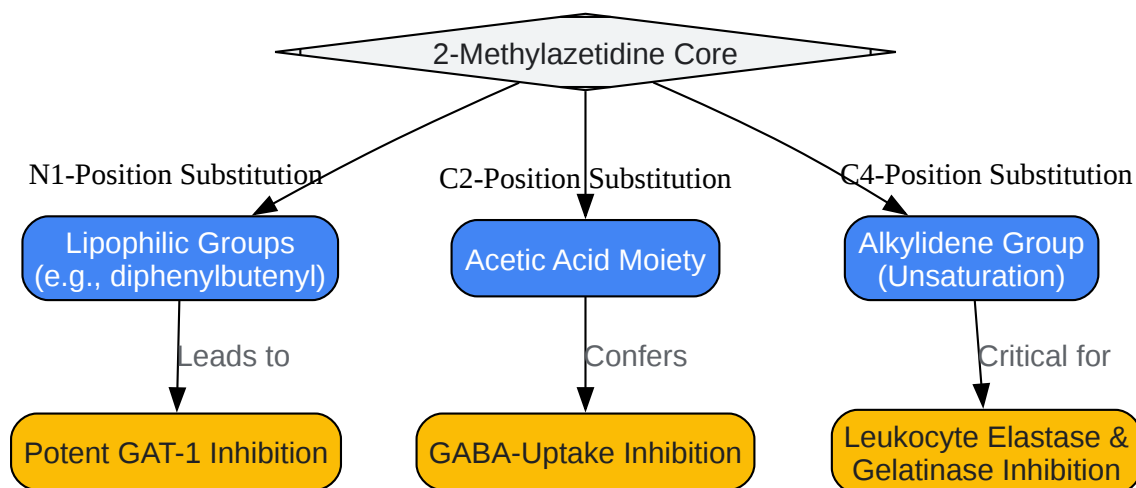 2-Methylazetidine Core
N1-Position Substitution
C2-Position Substitution
C4-Position Substitution
Lipophilic Groups
(e.g., diphenylbutenyl)
Acetic Acid Moiety
Alkylidene Group
(Unsaturation)
Leads to
Confers
Critical for
Potent GAT-1 Inhibition
GABA-Uptake Inhibition
Leukocyte Elastase &
Gelatinase Inhibition